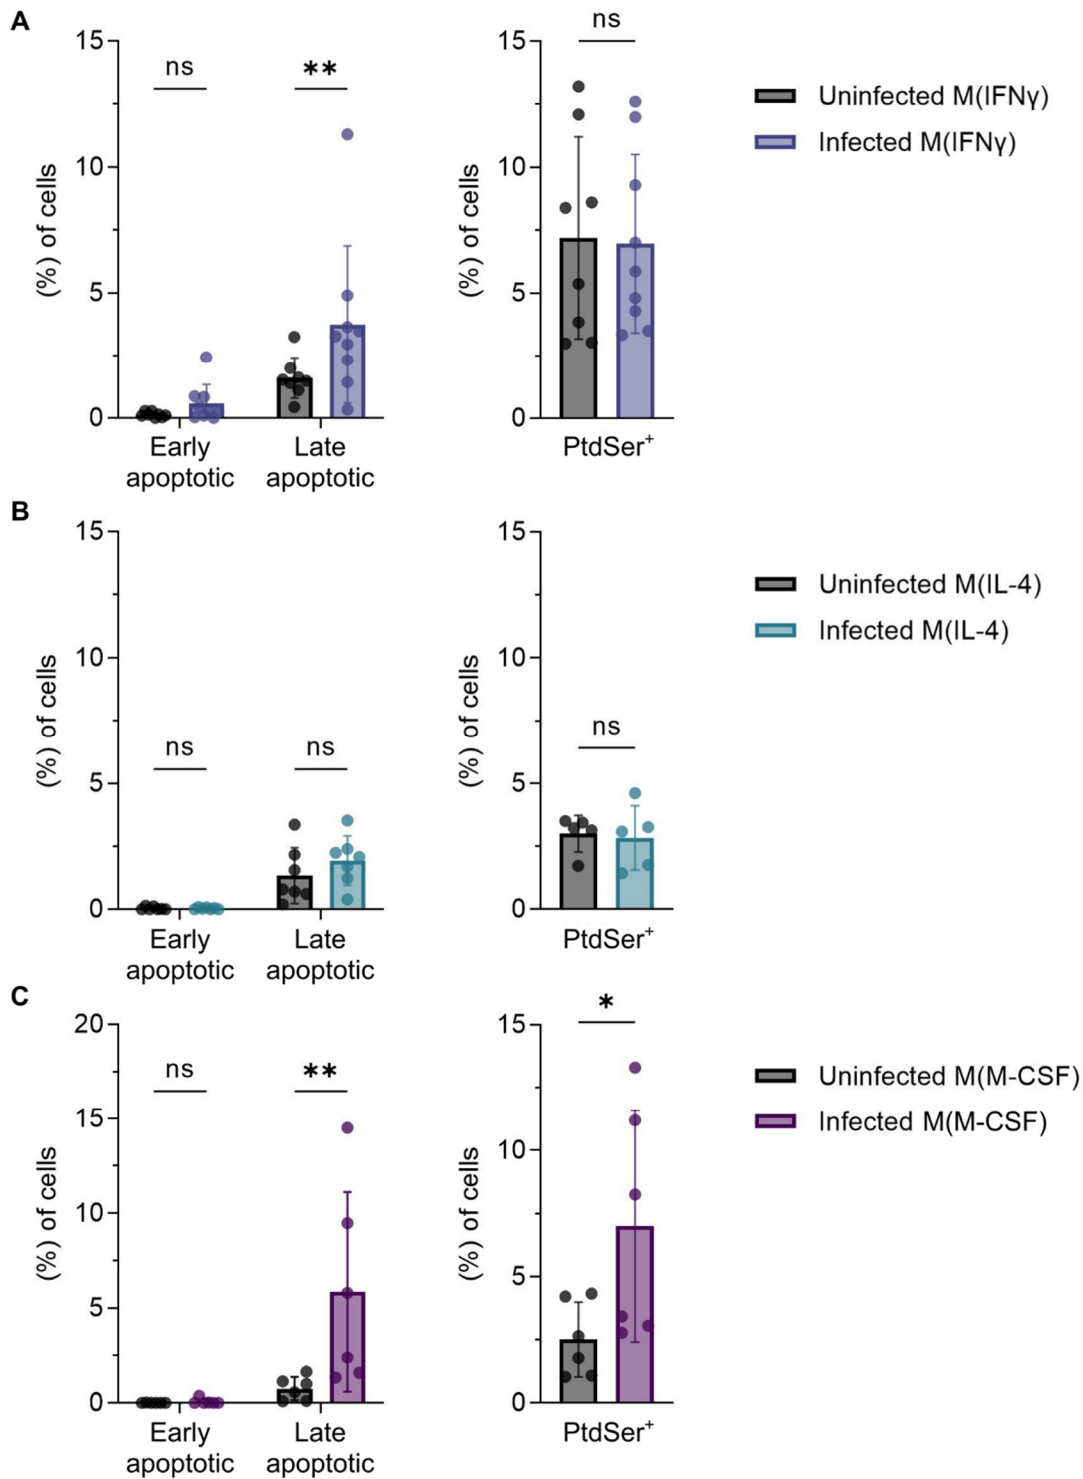 A
15
10
5
0
(%) of cells
ns
**
Early
apoptotic
Late
apoptotic
15
10
5
0
(%) of cells
ns
PtdSer⁺
Uninfected M(IFNγ)
Infected M(IFNγ)
B
15
10
5
0
(%) of cells
ns
ns
Early
apoptotic
Late
apoptotic
15
10
5
0
(%) of cells
ns
PtdSer⁺
Uninfected M(IL-4)
Infected M(IL-4)
C
20
15
10
5
0
(%) of cells
ns
**
Early
apoptotic
Late
apoptotic
15
10
5
0
(%) of cells
*
PtdSer⁺
Uninfected M(M-CSF)
Infected M(M-CSF)